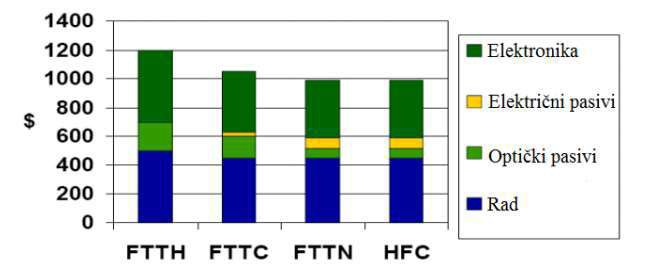 1400
1200
1000
800
600
400
200
0
$
FTTH FTTC FTTN HFC
Elektronika
Električni pasivi
Optički pasivi
Rad